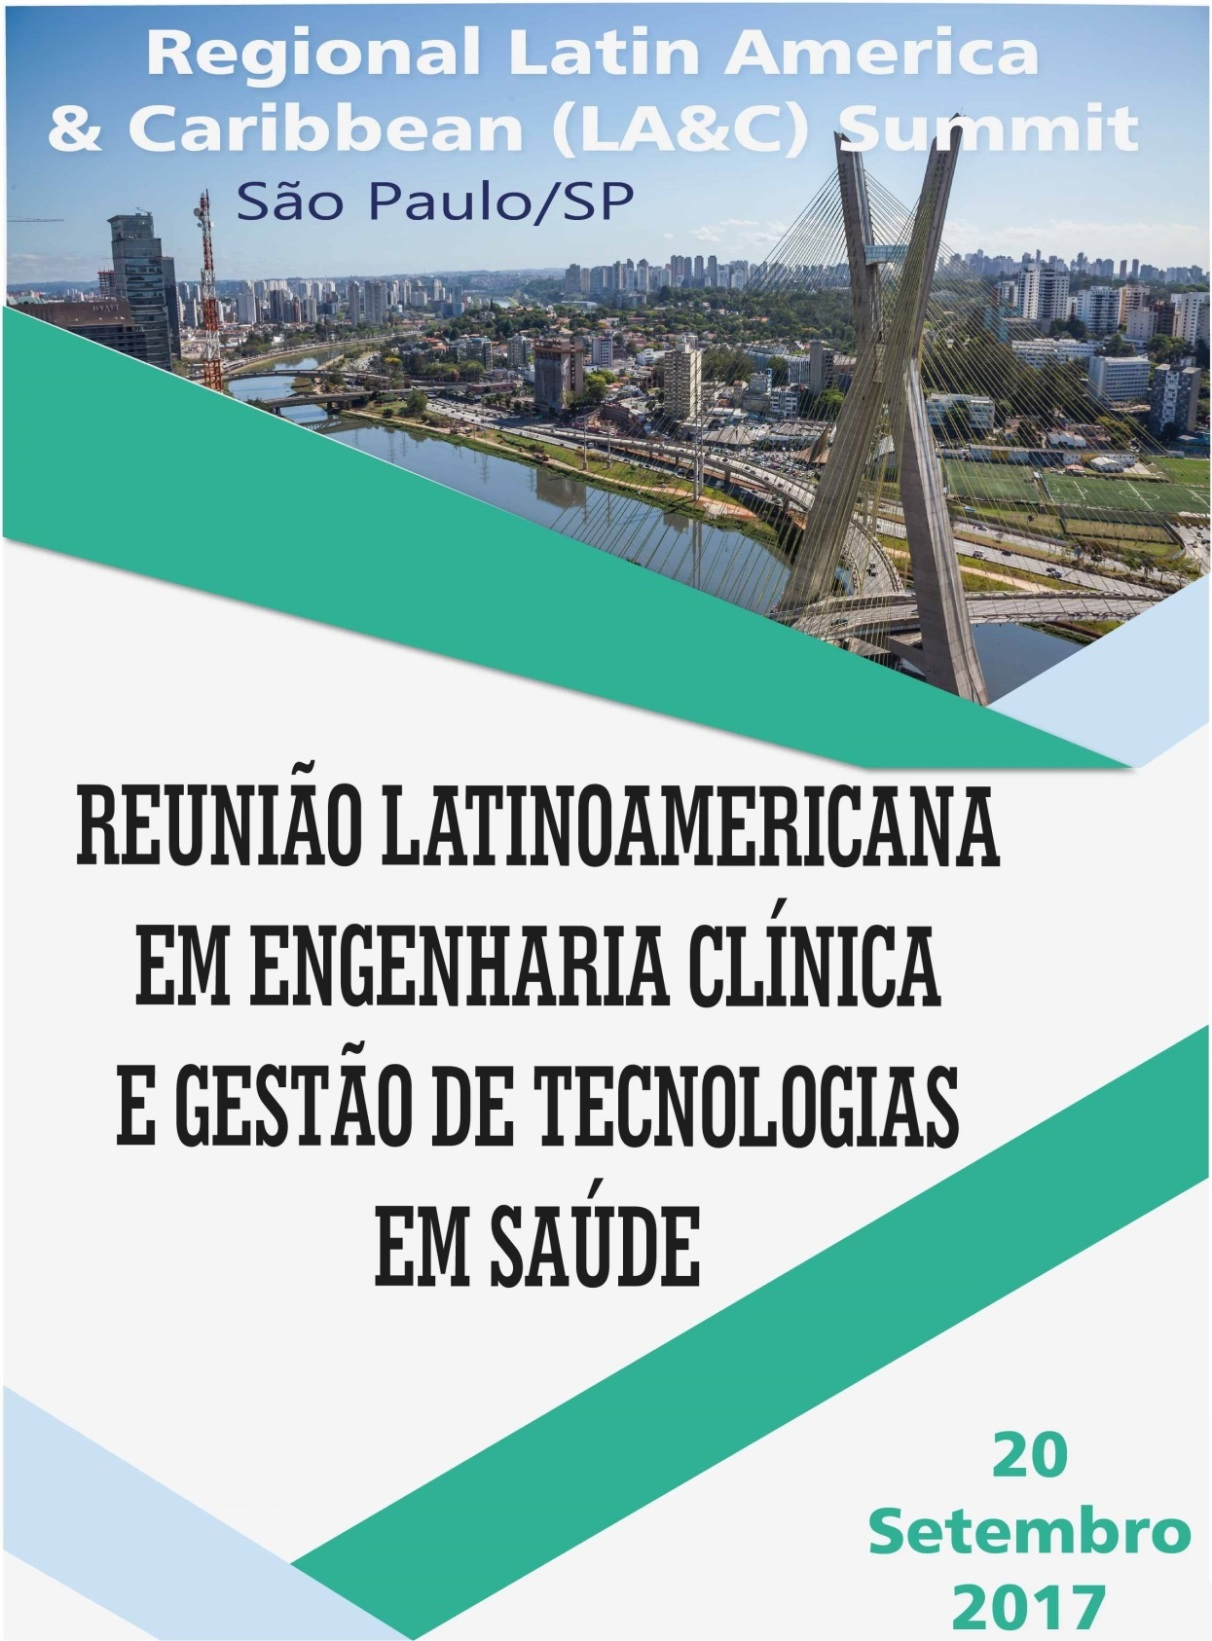 Regional Latin America
& Caribbean (LA&C) Summit
São Paulo/SP
REUNIÃO LATINOAMERICANA
EM ENGENHARIA CLÍNICA
E GESTÃO DE TECNOLOGIAS
EM SAÚDE
20
Setembro
2017